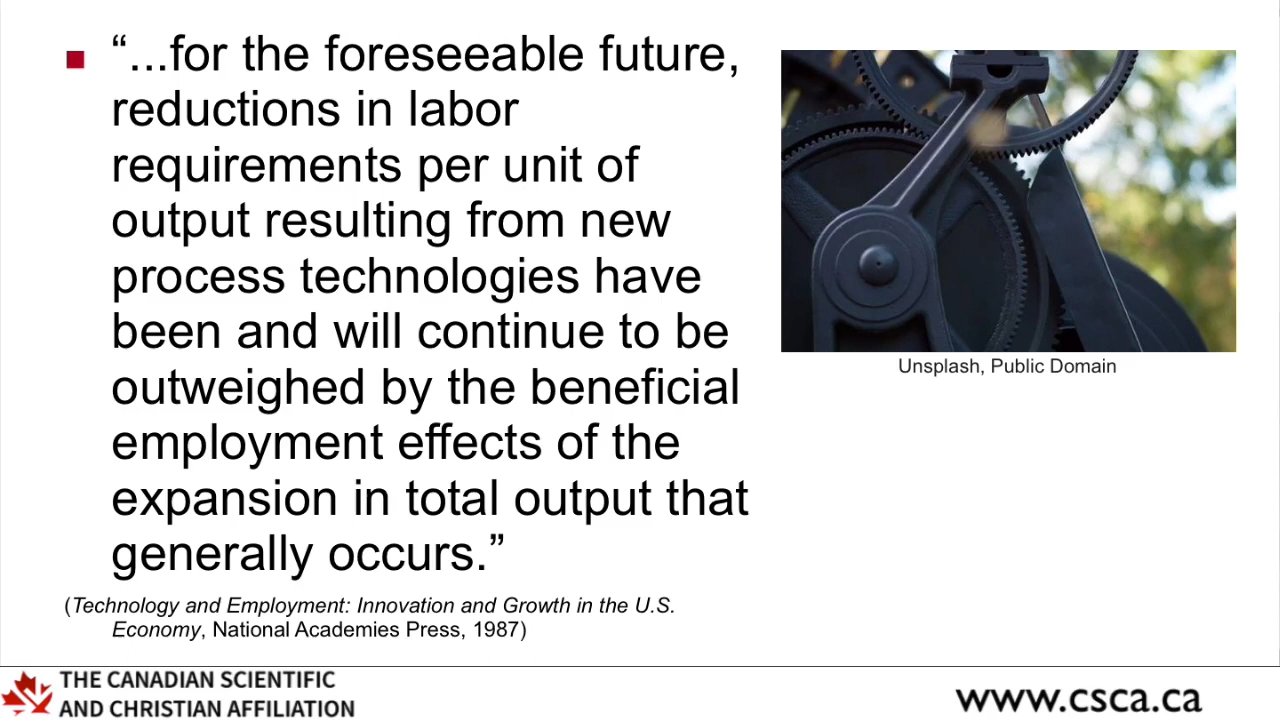 “...for the foreseeable future,
reductions in labor
requirements per unit of
output resulting from new
process technologies have
been and will continue to be
outweighed by the beneficial
employment effects of the
expansion in total output that
generally occurs.”
(Technology and Employment: Innovation and Growth in the U.S.
Economy, National Academies Press, 1987)
Unsplash, Public Domain
THE CANADIAN SCIENTIFIC
AND CHRISTIAN AFFILIATION
www.csca.ca